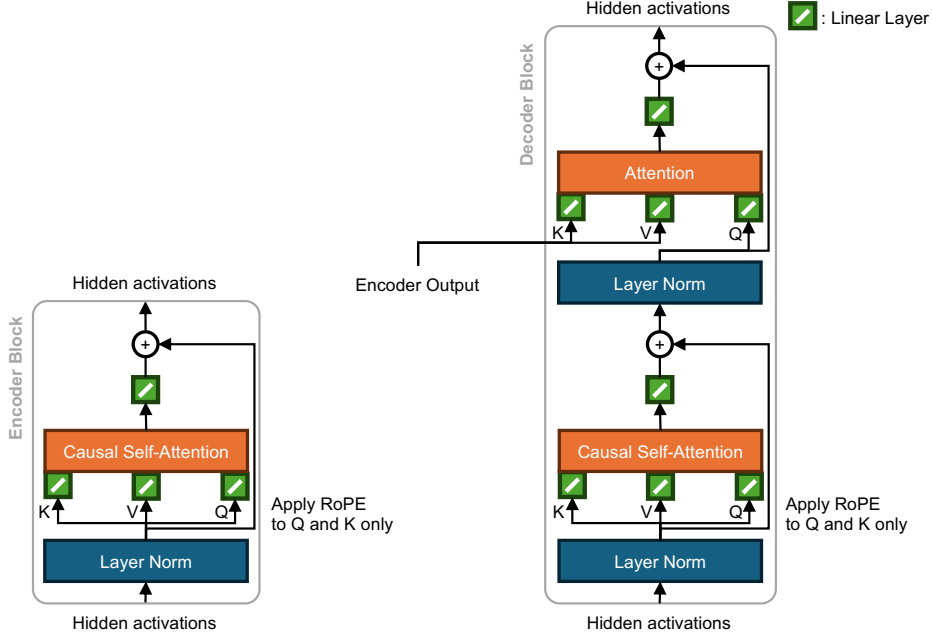 Hidden activations
: Linear Layer
Decoder Block
+
Attention
K
V
Q
Encoder Output
Layer Norm
+
Causal Self-Attention
K
V
Q
Apply RoPE
to Q and K only
Layer Norm
Hidden activations
Hidden activations
Encoder Block
+
Causal Self-Attention
K
V
Q
Apply RoPE
to Q and K only
Layer Norm
Hidden activations